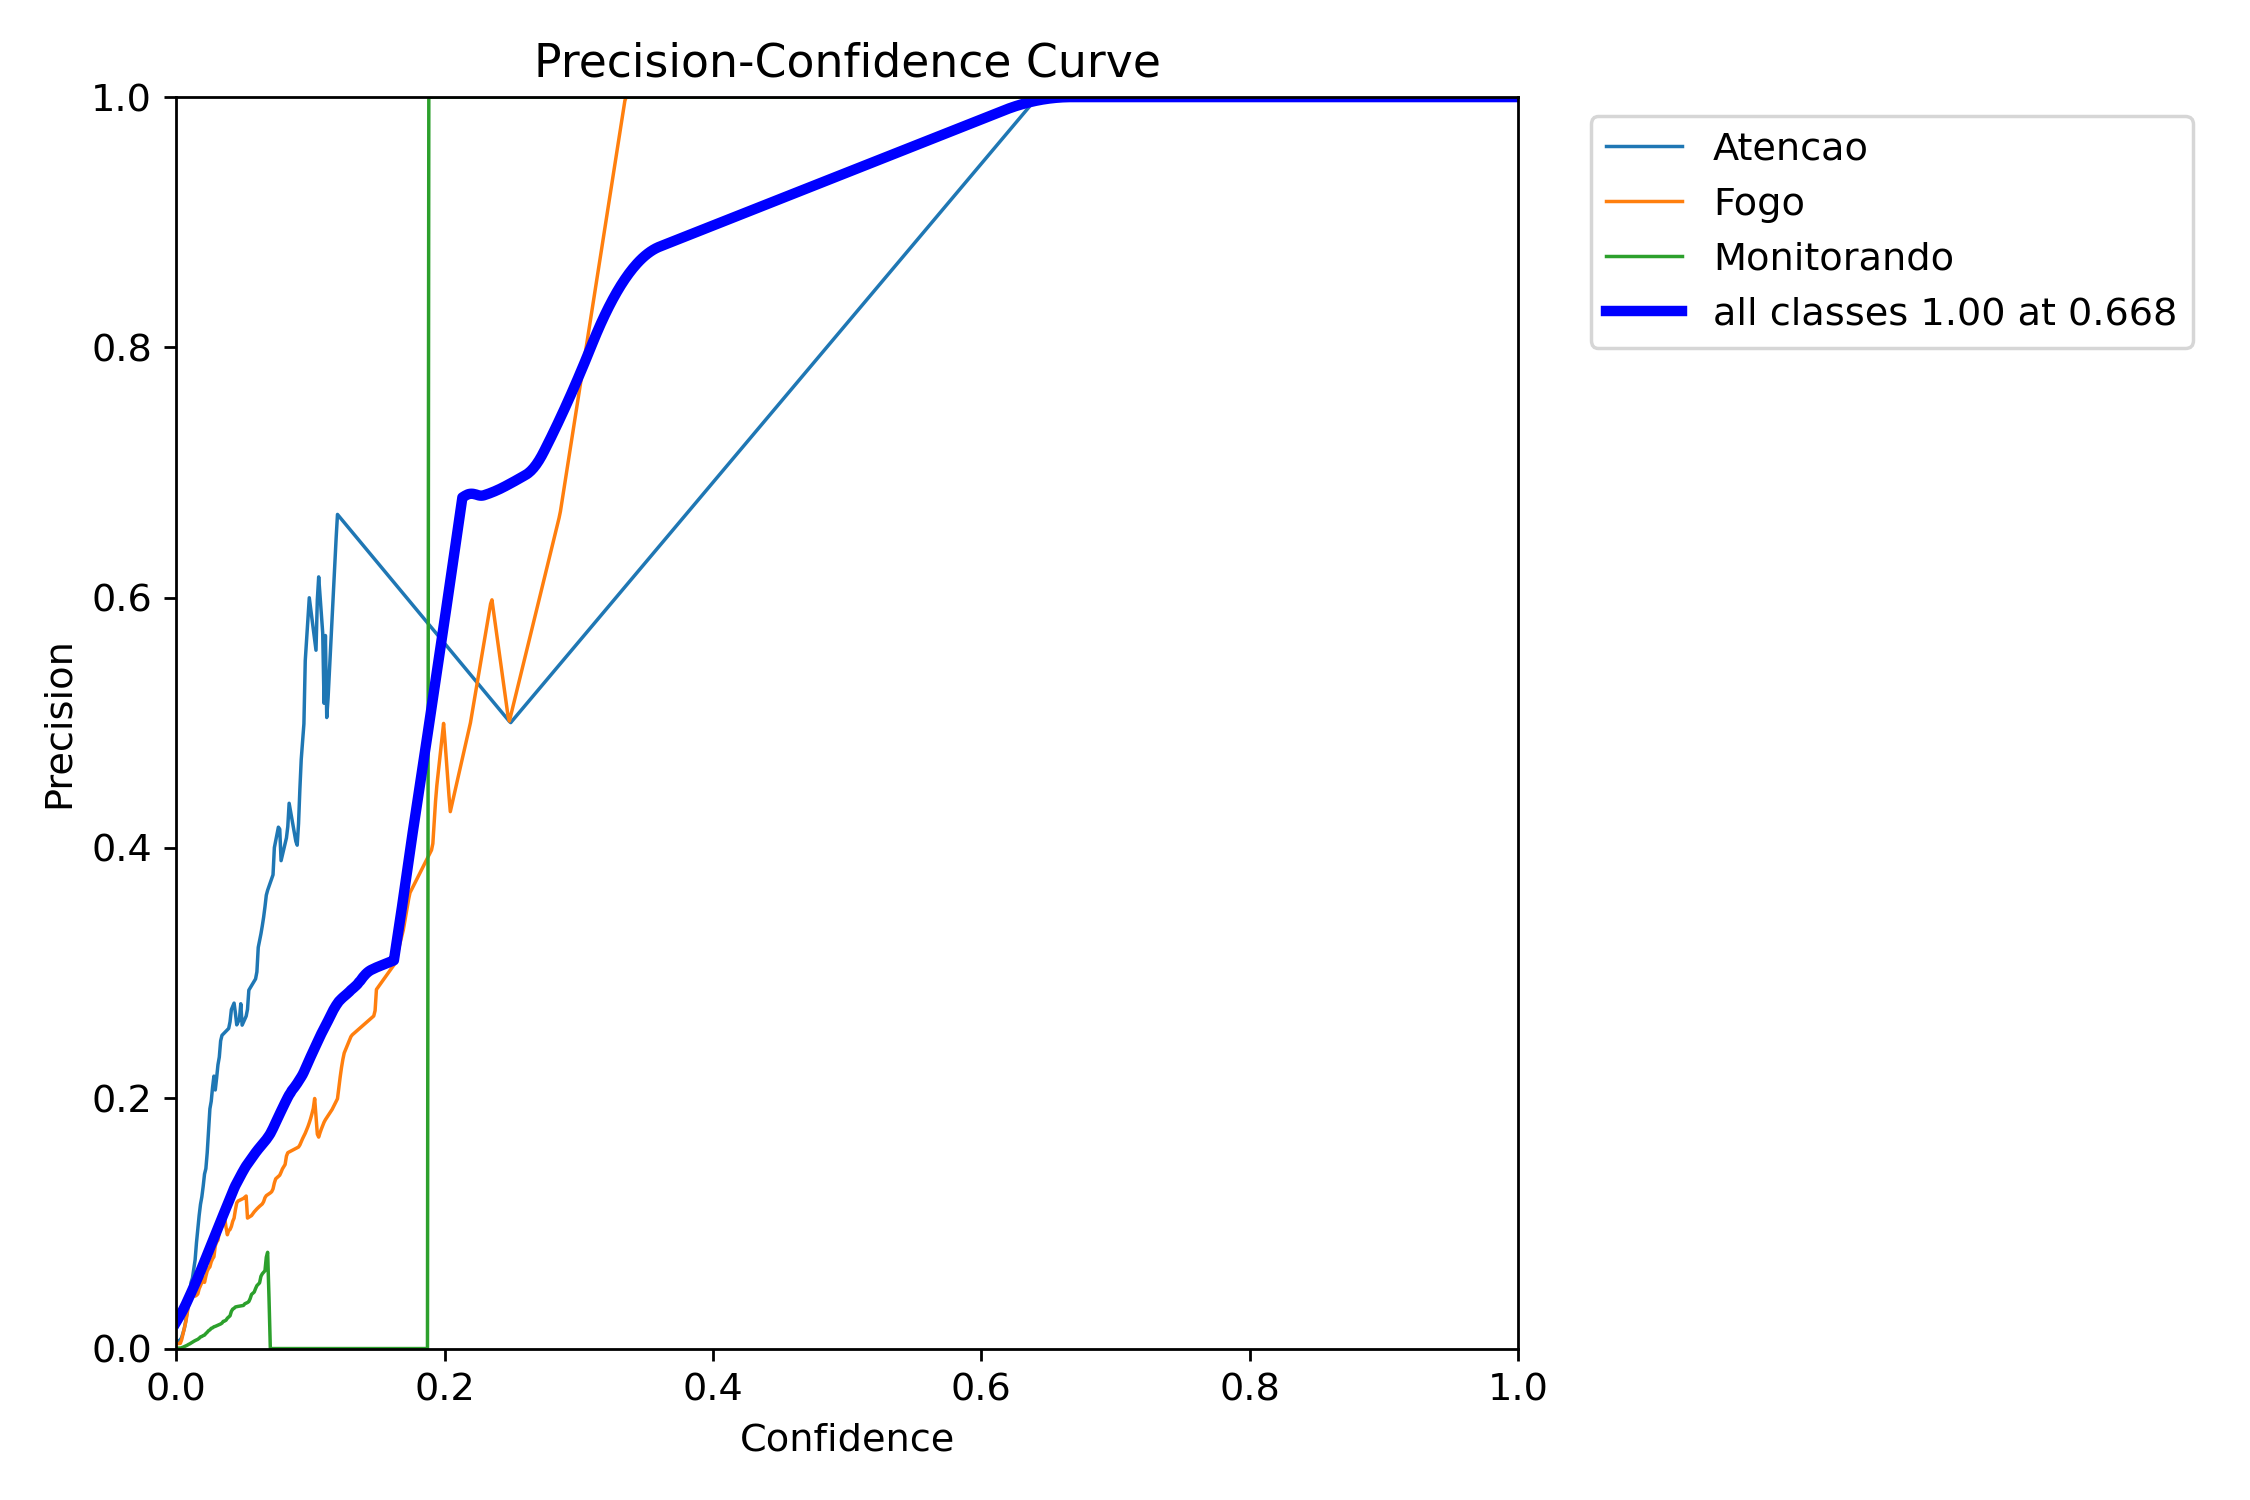 Precision-Confidence Curve
1.0
0.8
0.6
0.4
0.2
0.0
Precision
0.0 0.2 0.4 0.6 0.8 1.0
Confidence
Atencao
Fogo
Monitorando
all classes 1.00 at 0.668